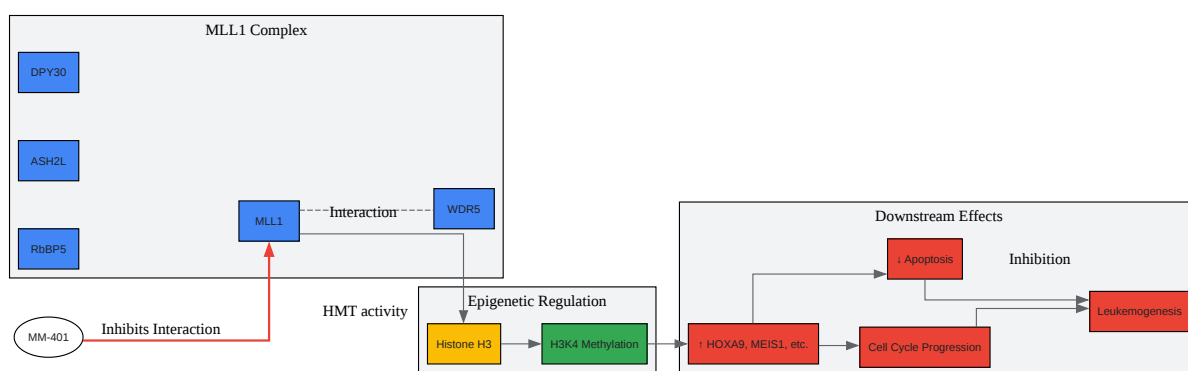 MLL1 Complex
DPY30
ASH2L
RbBP5
MLL1
Interaction
WDR5
MM-401
Inhibits Interaction
HMT activity
Epigenetic Regulation
Histone H3
H3K4 Methylation
Downstream Effects
↓ Apoptosis
Inhibition
Leukemogenesis
↑ HOXA9, MEIS1, etc.
Cell Cycle Progression